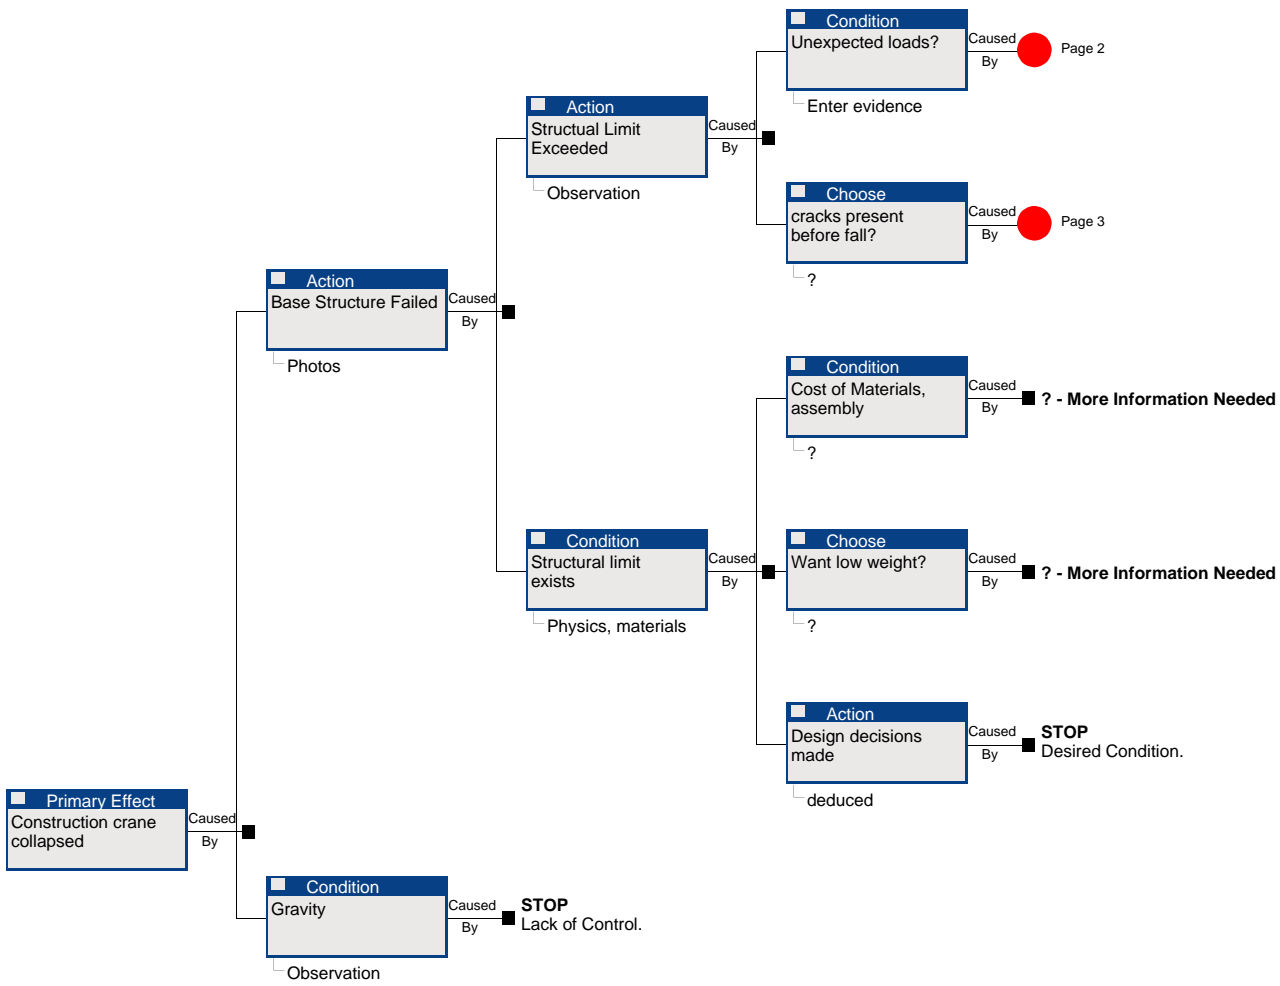 Condition
Unexpected loads?
Caused
By
Page 2
Enter evidence
Action
Structual Limit
Exceeded
Caused
By
Observation
Choose
cracks present
before fall?
Caused
By
Page 3
?
Action
Base Structure Failed
Caused
By
Photos
Condition
Cost of Materials,
assembly
Caused
By
? - More Information Needed
?
Condition
Structural limit
exists
Caused
By
Physics, materials
Choose
Want low weight?
Caused
By
? - More Information Needed
?
Action
Design decisions
made
Caused
By
STOP
Desired Condition.
deduced
Primary Effect
Construction crane
collapsed
Caused
By
Condition
Gravity
Caused
By
STOP
Lack of Control.
Observation